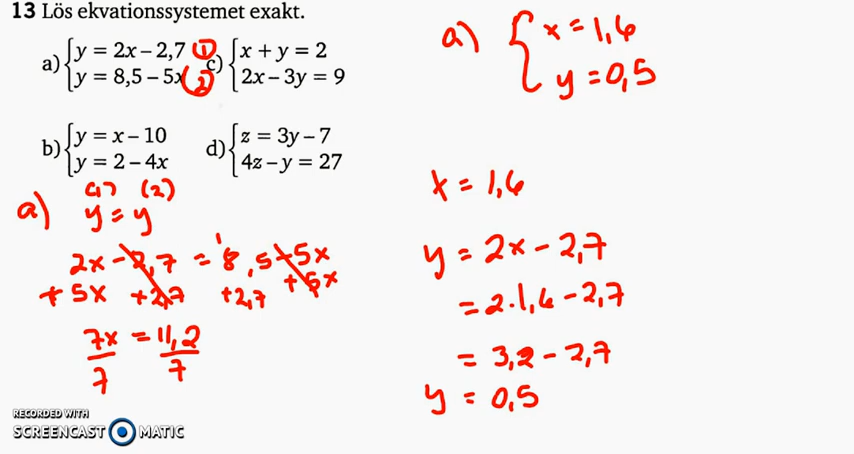 13 Lös ekvationssystemet exakt.
a) { y = 2x – 2,7 (1)
y = 8,5 – 5x (2)
c) { x + y = 2
2x – 3y = 9
b) { y = x – 10
y = 2 – 4x
d) { z = 3y – 7
4z – y = 27
(1) (2)
a) y = y
2x - 2,7 = 8,5 - 5x
+ 5x + 2,7 + 2,7 + 5x
7x = 11,2
7 7
a) { x = 1,6
y = 0,5
x = 1,6
y = 2x - 2,7
= 2·1,6 - 2,7
= 3,2 - 2,7
y = 0,5
RECORDED WITH
SCREENCAST O MATIC